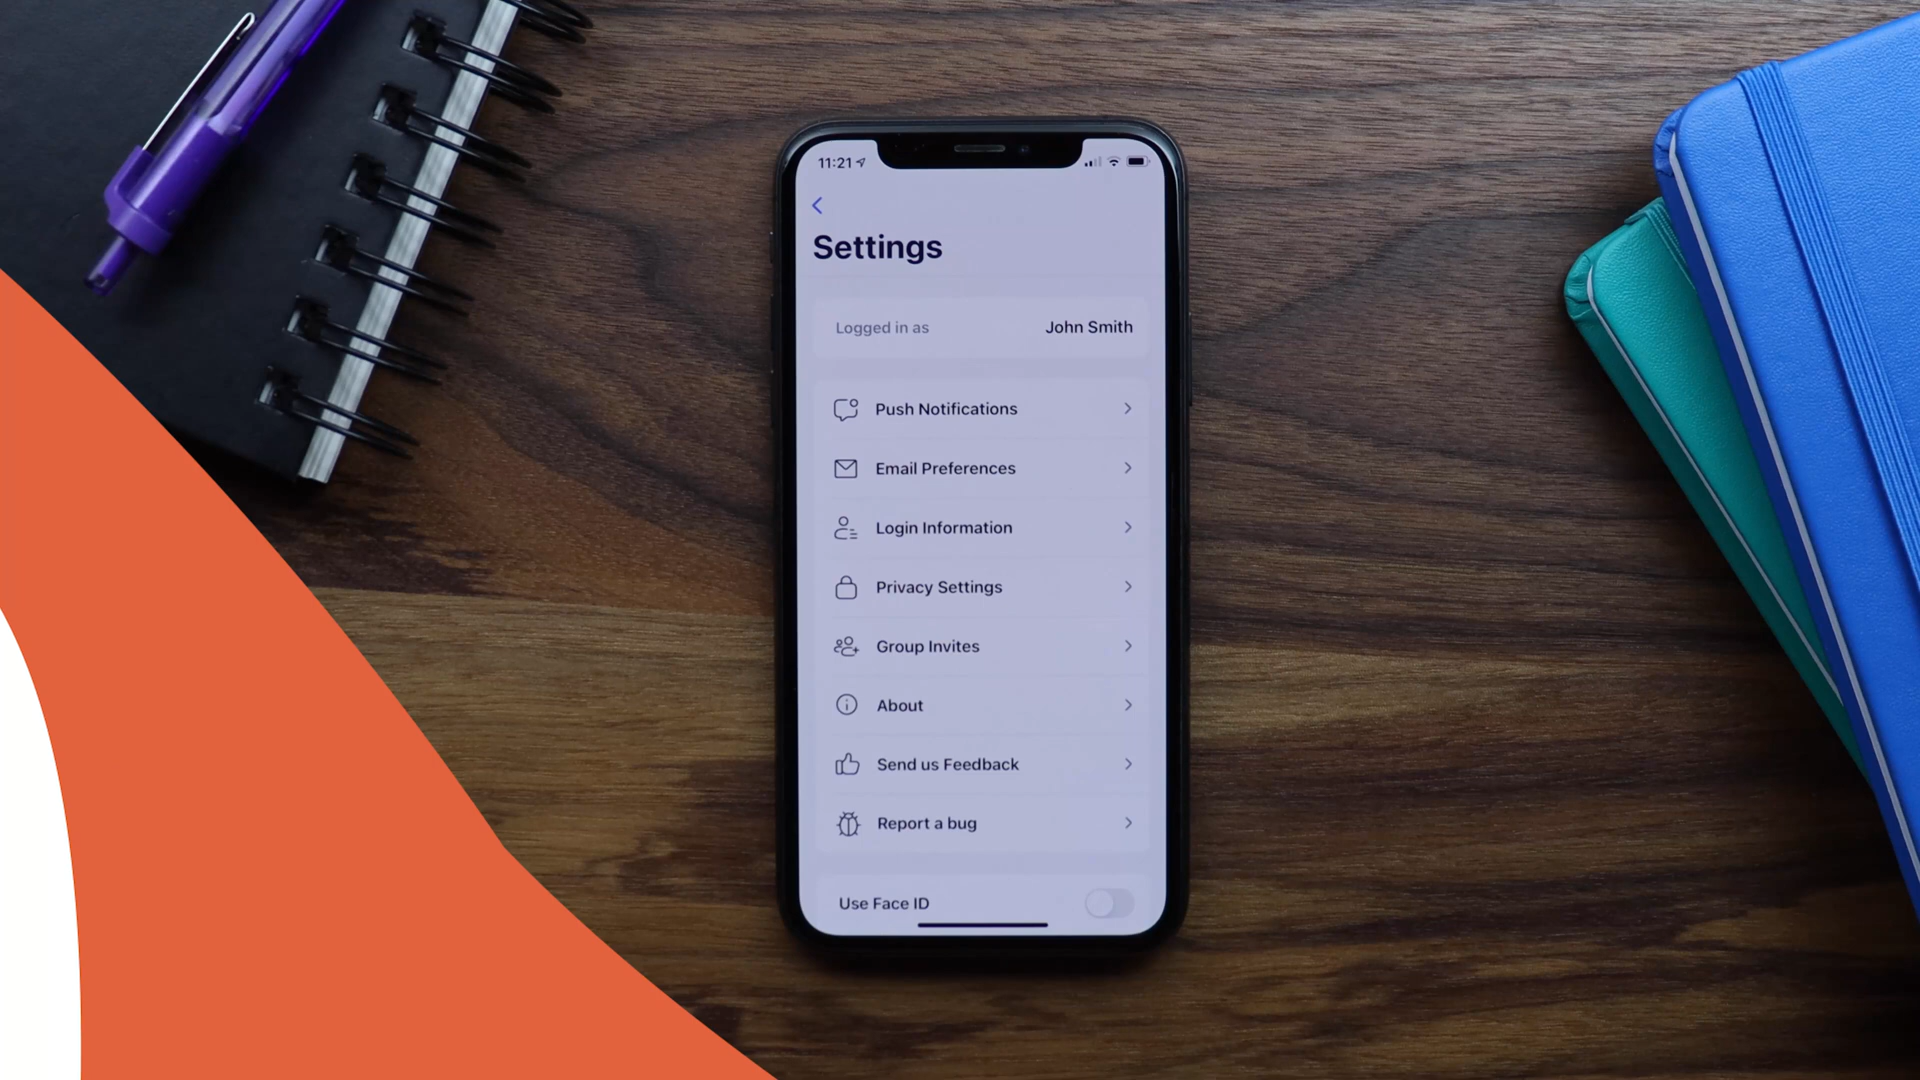 11:21
Settings
Logged in as John Smith
Push Notifications
Email Preferences
Login Information
Privacy Settings
Group Invites
About
Send us Feedback
Report a bug
Use Face ID